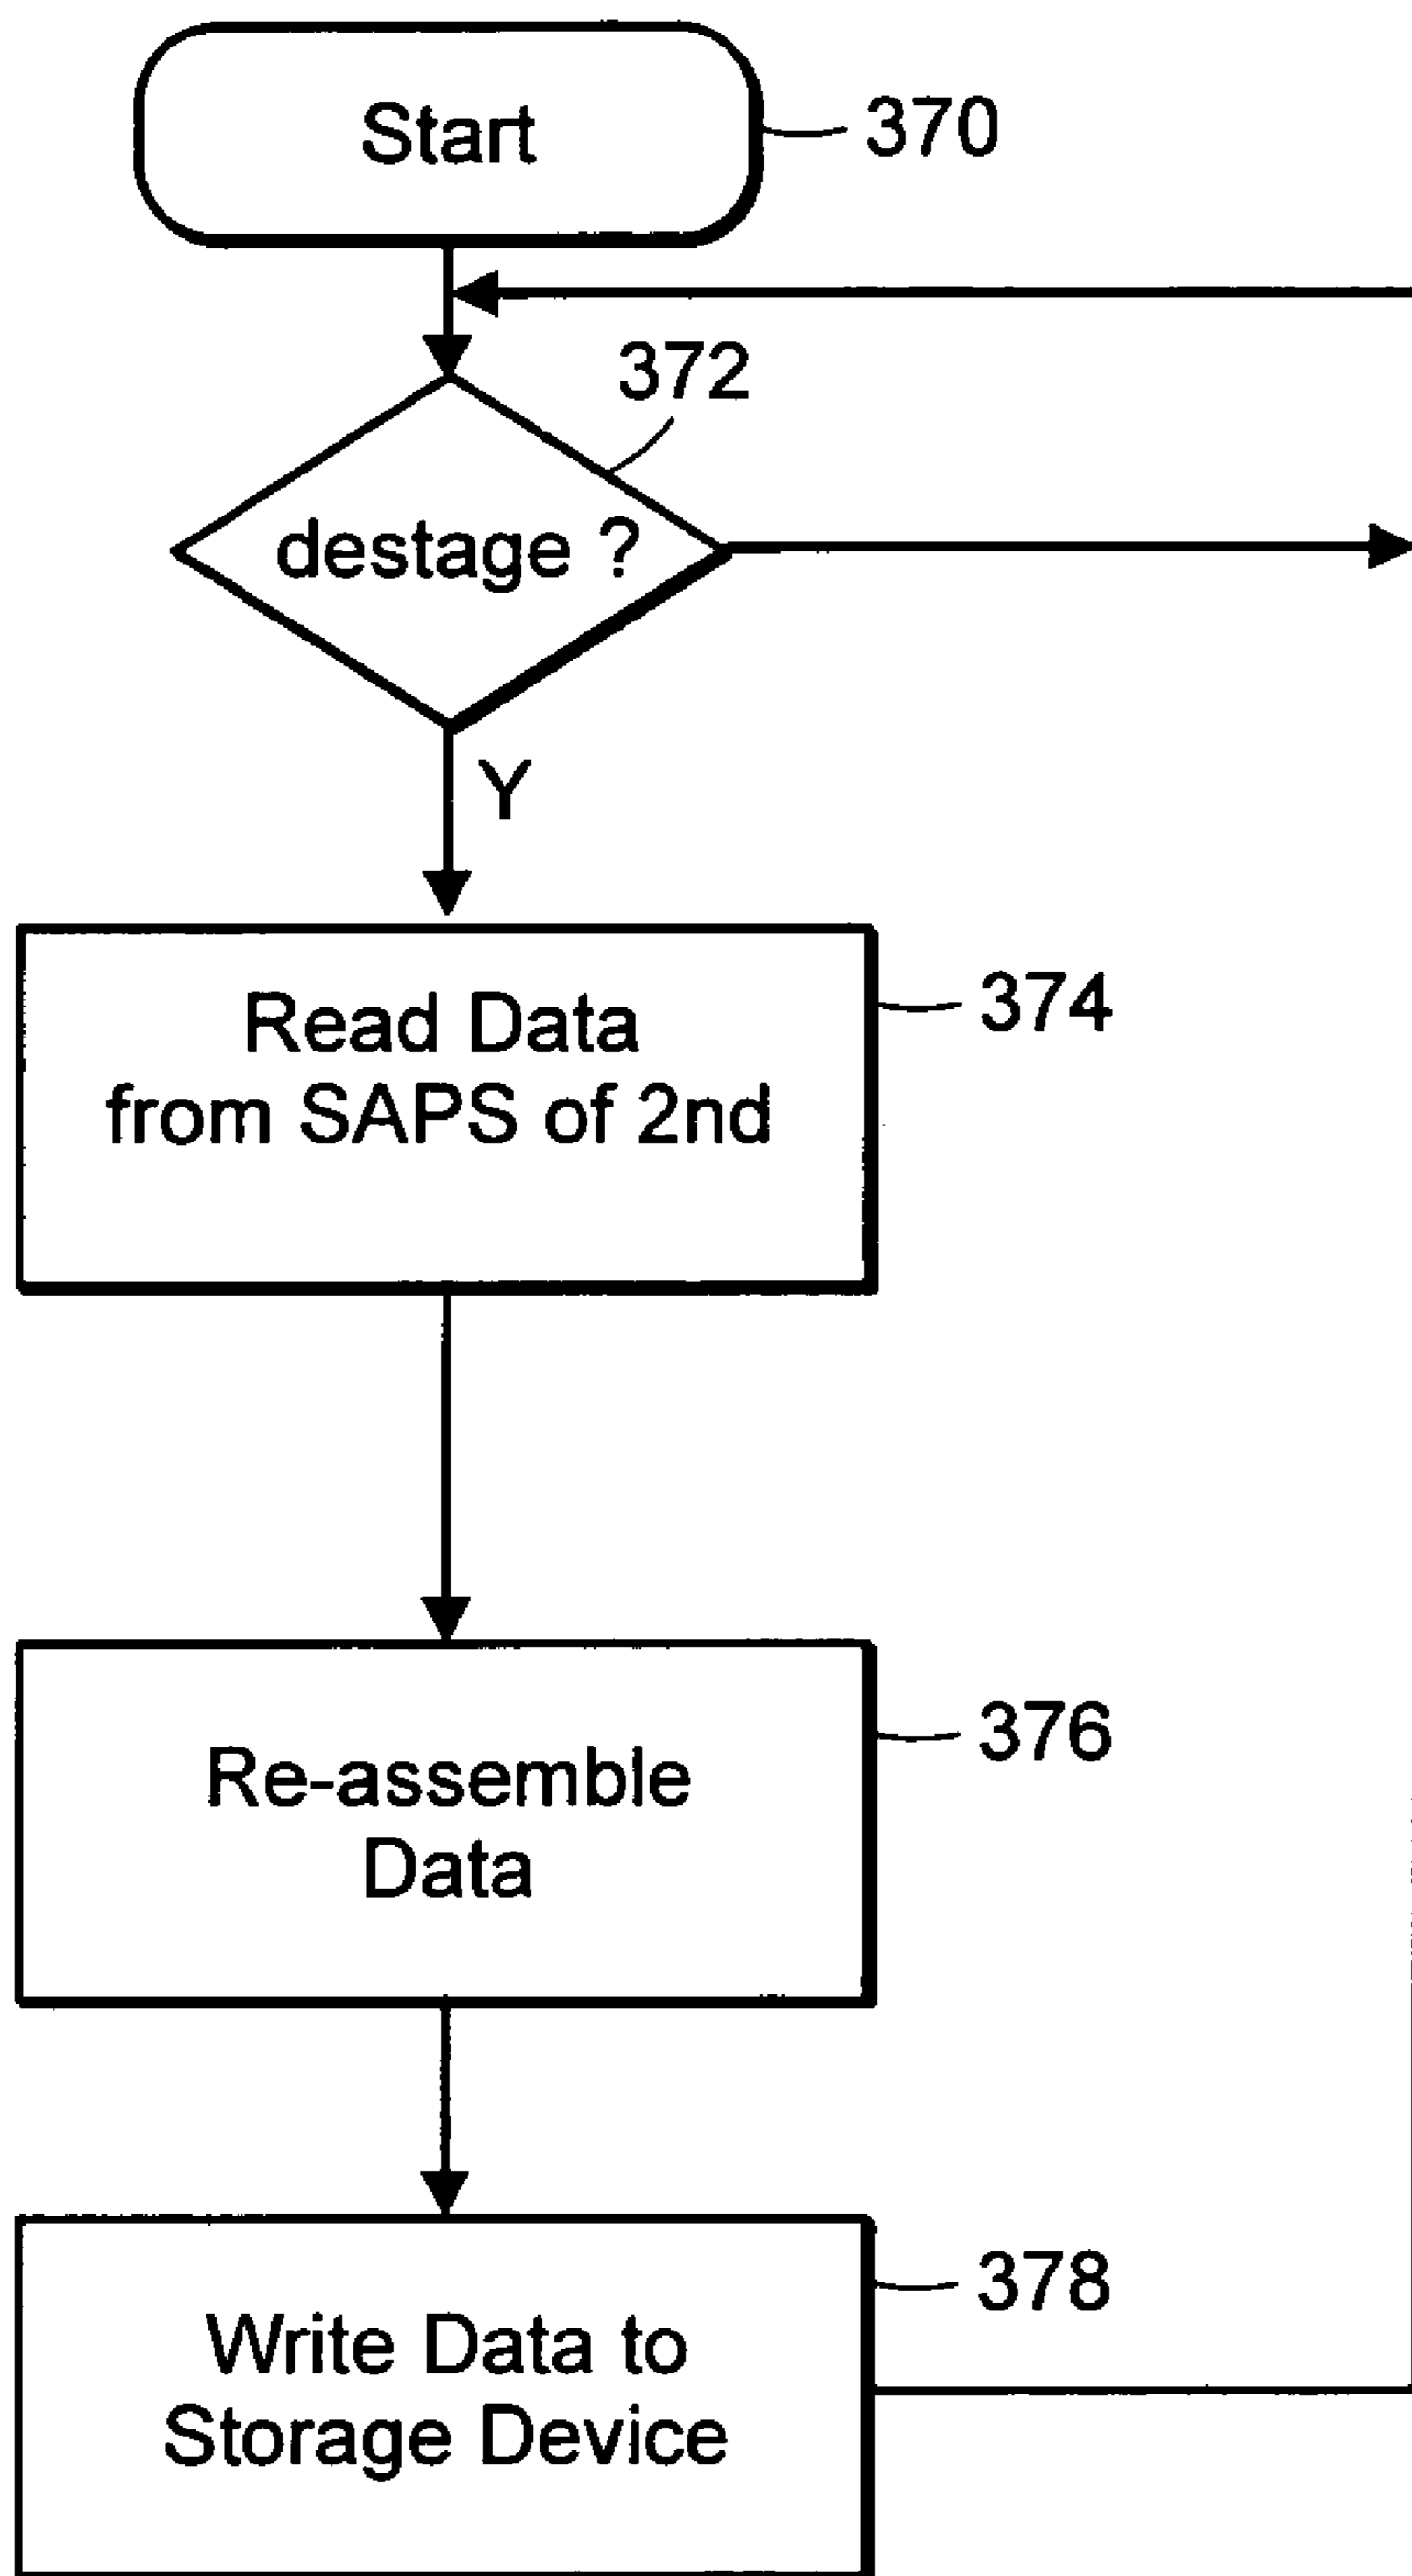 Start
370
372
destage ?
Y
Read Data
from SAPS of 2nd
374
Re-assemble
Data
376
Write Data to
Storage Device
378